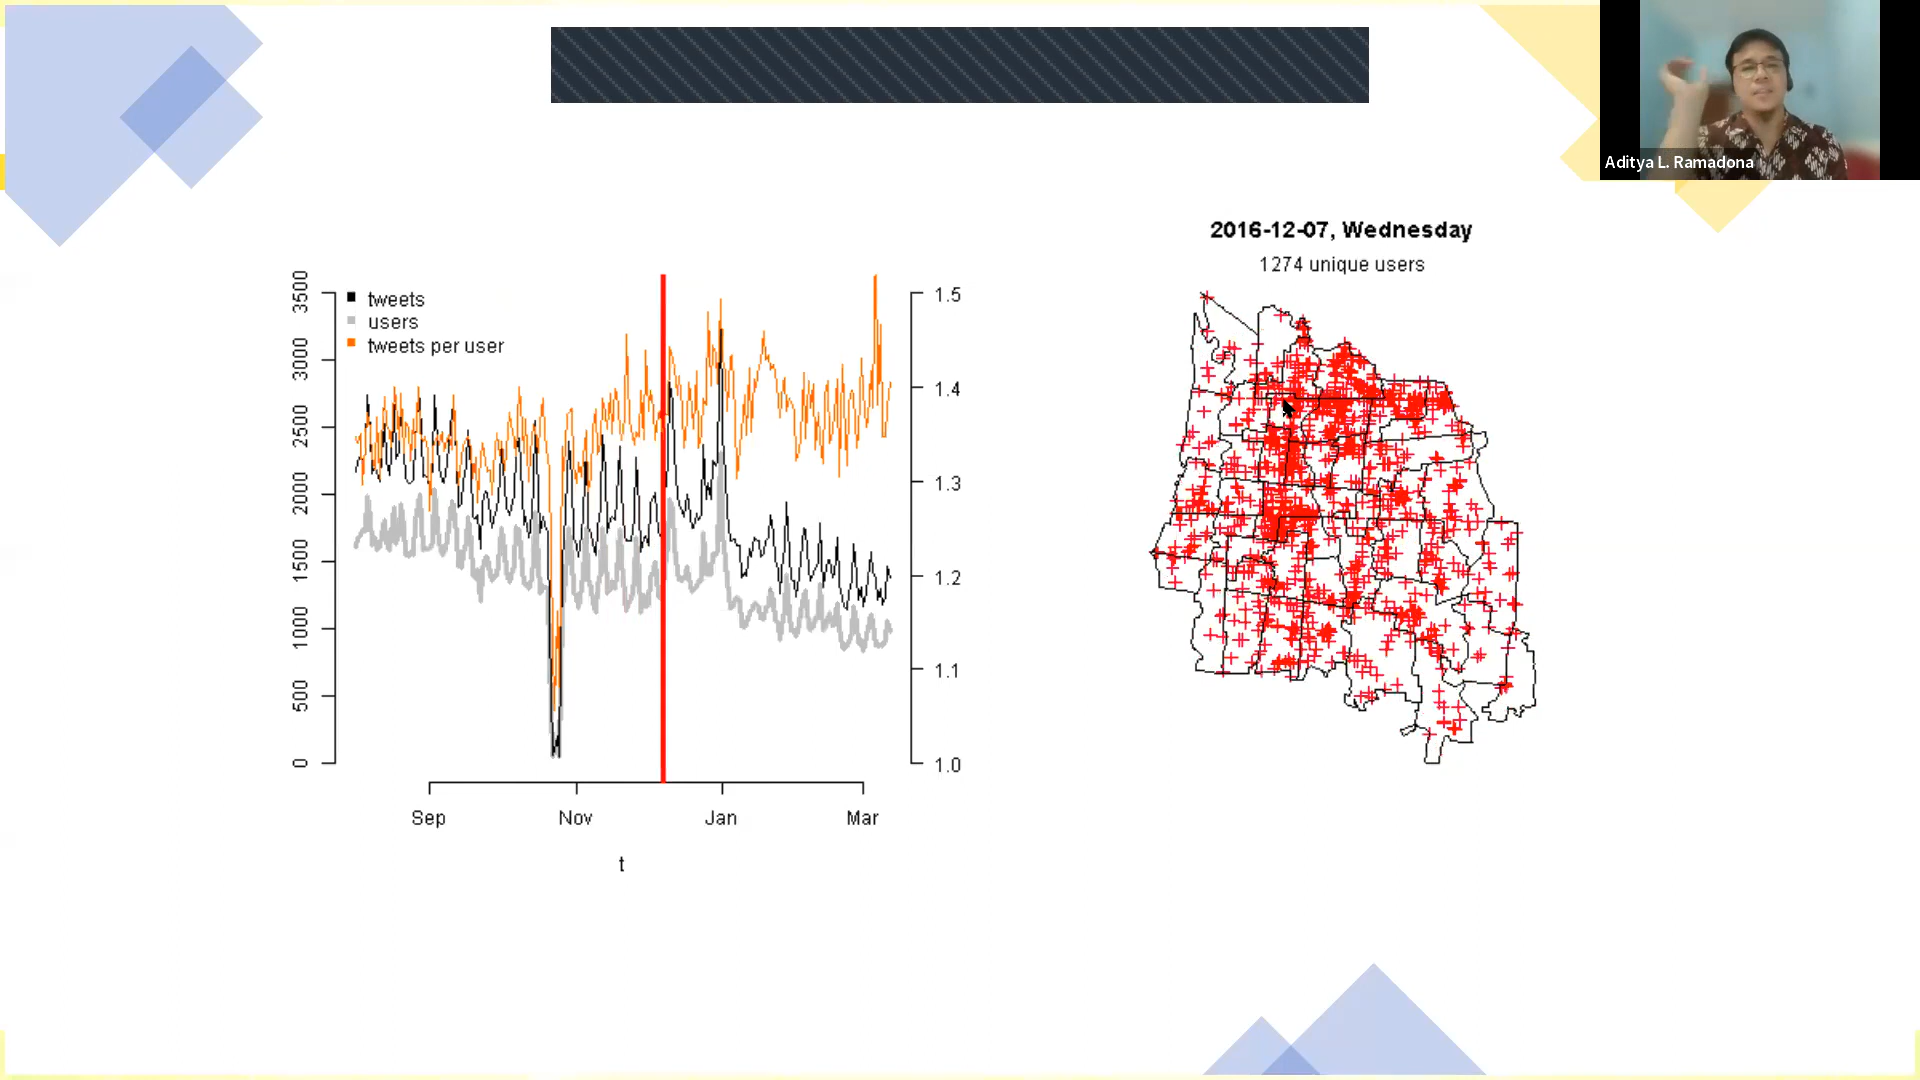 Aditya L. Ramadona
2016-12-07, Wednesday
1274 unique users
tweets
users
tweets per user
3500
3000
2500
2000
1500
1000
500
0
1.5
1.4
1.3
1.2
1.1
1.0
Sep Nov Jan Mar
t